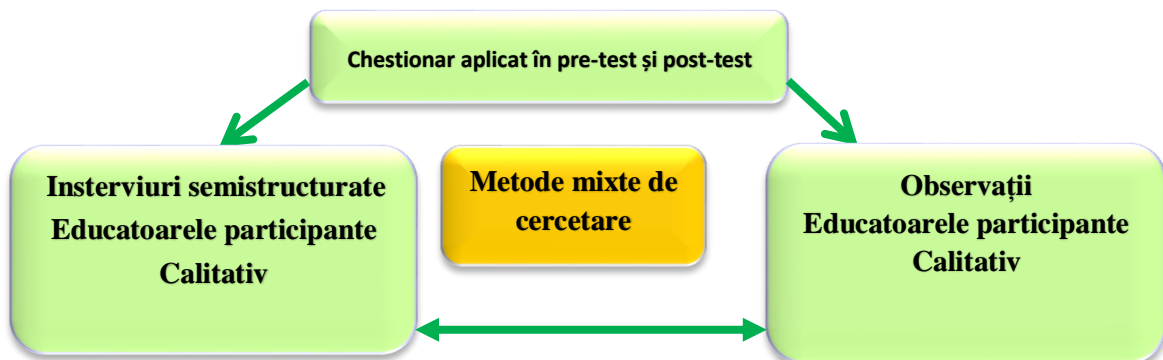 Chestionar aplicat în pre-test și post-test
Insterviuri semistructurate
Educatoarele participante
Calitativ
Metode mixte de
cercetare
Observații
Educatoarele participante
Calitativ